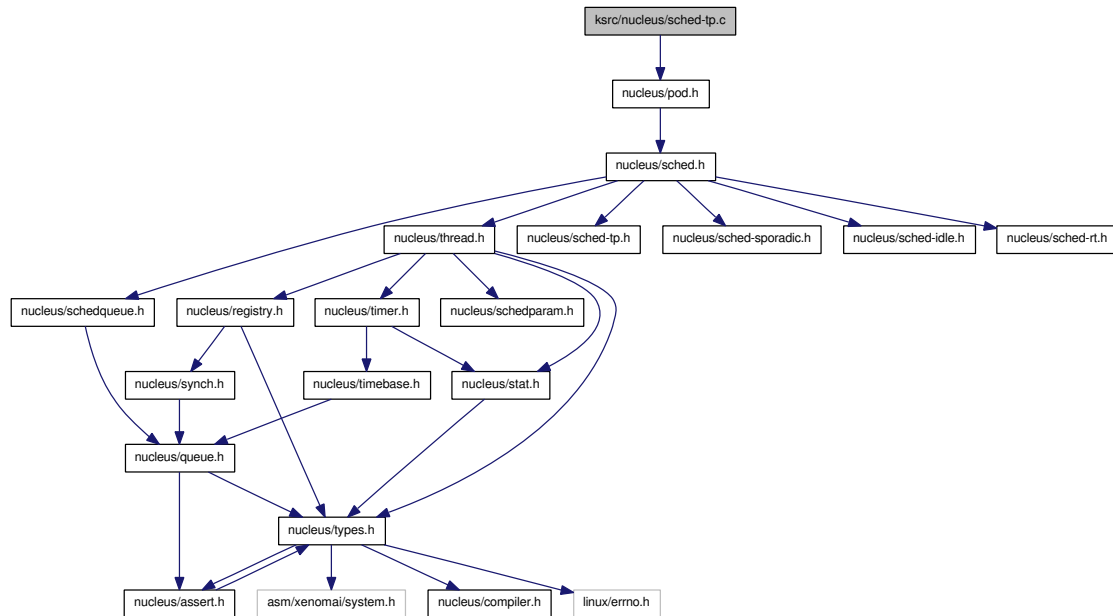 ksrc/nucleus/sched-tp.c
nucleus/pod.h
nucleus/sched.h
nucleus/thread.h
nucleus/sched-tp.h
nucleus/sched-sporadic.h
nucleus/sched-idle.h
nucleus/sched-rt.h
nucleus/schedqueue.h
nucleus/registry.h
nucleus/timer.h
nucleus/schedparam.h
nucleus/synch.h
nucleus/timebase.h
nucleus/stat.h
nucleus/queue.h
nucleus/types.h
nucleus/assert.h
asm/xenomai/system.h
nucleus/compiler.h
linux/errno.h